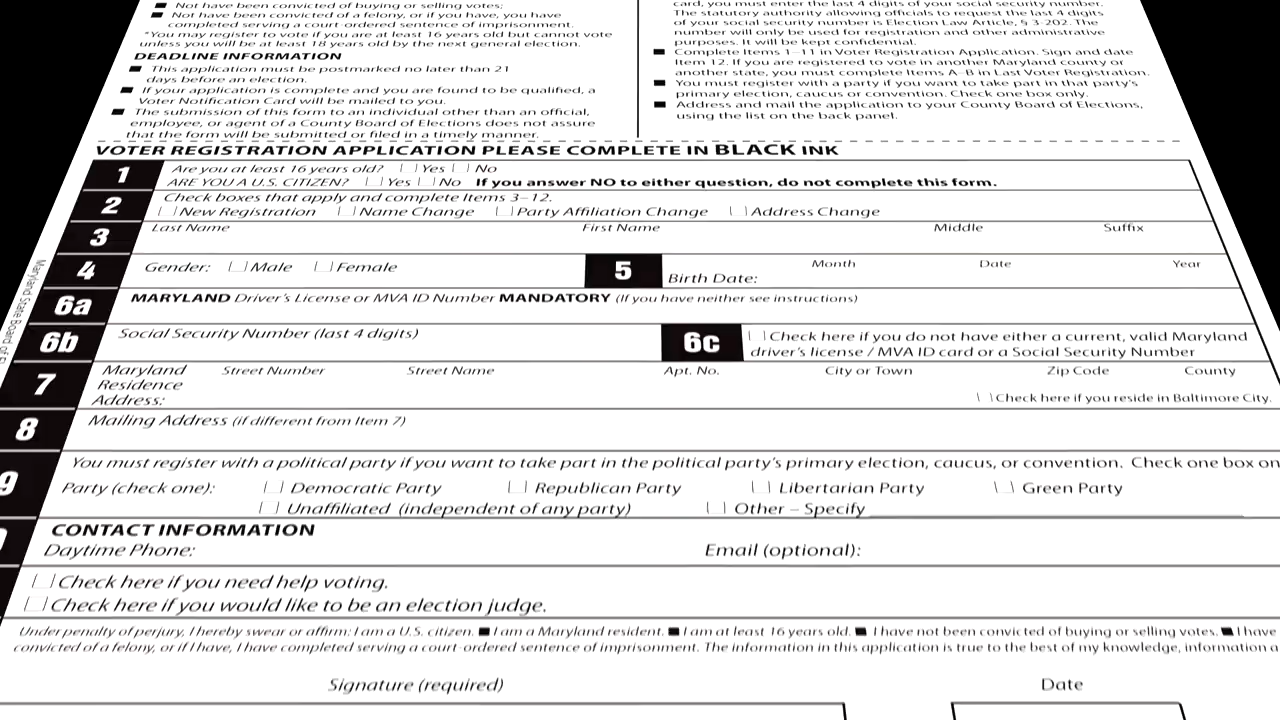 Not have been convicted of buying or selling votes;
Not have been convicted of a felony, or if you have, you have
completed serving a court-ordered sentence of imprisonment.
*You may register to vote if you are at least 16 years old but cannot vote
unless you will be at least 18 years old by the next general election.
DEADLINE INFORMATION
This application must be postmarked no later than 21
days before an election.
If your application is complete and you are found to be qualified, a
Voter Notification Card will be mailed to you.
The submission of this form to an individual other than an official,
employee, or agent of a County Board of Elections does not assure
that the form will be submitted or filed in a timely manner.
card, you must enter the last 4 digits of your social security number.
The statutory authority allowing officials to request the last 4 digits
of your social security number is Election Law Article, § 3-202. The
number will only be used for registration and other administrative
purposes. It will be kept confidential.
Complete Items 1–11 in Voter Registration Application. Sign and date
Item 12. If you are registered to vote in another Maryland county or
another state, you must complete Items A–B in Last Voter Registration.
You must register with a party if you want to take part in that party's
primary election, caucus or convention. Check one box only.
Address and mail the application to your County Board of Elections,
using the list on the back panel.
VOTER REGISTRATION APPLICATION PLEASE COMPLETE IN BLACK INK
1 Are you at least 16 years old? Yes No
ARE YOU A U.S. CITIZEN? Yes No If you answer NO to either question, do not complete this form.
2 Check boxes that apply and complete Items 3–12.
New Registration Name Change Party Affiliation Change Address Change
3 Last Name First Name Middle Suffix
4 Gender: Male Female 5 Birth Date: Month Date Year
6a MARYLAND Driver's License or MVA ID Number MANDATORY (If you have neither see instructions)
6b Social Security Number (last 4 digits) 6c Check here if you do not have either a current, valid Maryland
driver's license / MVA ID card or a Social Security Number
7 Maryland Street Number Street Name Apt. No. City or Town Zip Code County
Residence
Address: Check here if you reside in Baltimore City.
8 Mailing Address (if different from Item 7)
9 You must register with a political party if you want to take part in the political party's primary election, caucus, or convention. Check one box on
Party (check one): Democratic Party Republican Party Libertarian Party Green Party
Unaffiliated (independent of any party) Other – Specify
CONTACT INFORMATION
Daytime Phone: Email (optional):
Check here if you need help voting.
Check here if you would like to be an election judge.
Under penalty of perjury, I hereby swear or affirm: I am a U.S. citizen. I am a Maryland resident. I am at least 16 years old. I have not been convicted of buying or selling votes. I have
convicted of a felony, or if I have, I have completed serving a court-ordered sentence of imprisonment. The information in this application is true to the best of my knowledge, information a
Signature (required) Date
Maryland State Board of